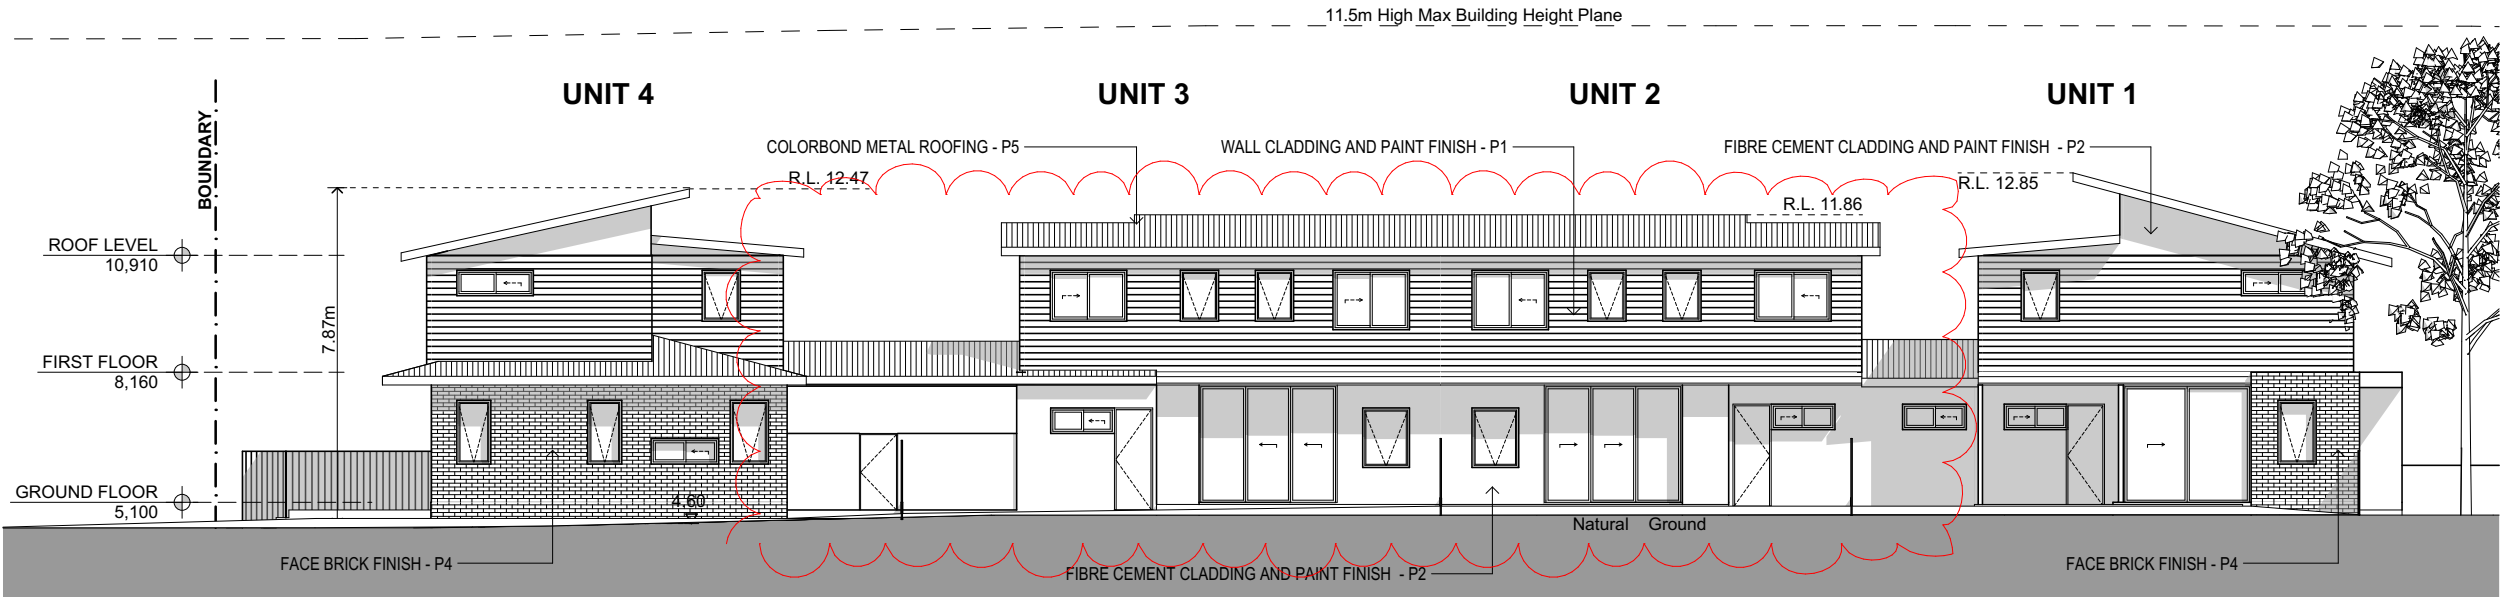 11.5m High Max Building Height Plane
UNIT 4
UNIT 3
UNIT 2
UNIT 1
BOUNDARY
COLORBOND METAL ROOFING - P5
WALL CLADDING AND PAINT FINISH - P1
FIBRE CEMENT CLADDING AND PAINT FINISH - P2
R.L. 12.47
R.L. 12.85
R.L. 11.86
ROOF LEVEL
10,910
7.87m
FIRST FLOOR
8,160
GROUND FLOOR
5,100
4.60
Natural Ground
FACE BRICK FINISH - P4
FIBRE CEMENT CLADDING AND PAINT FINISH - P2
FACE BRICK FINISH - P4